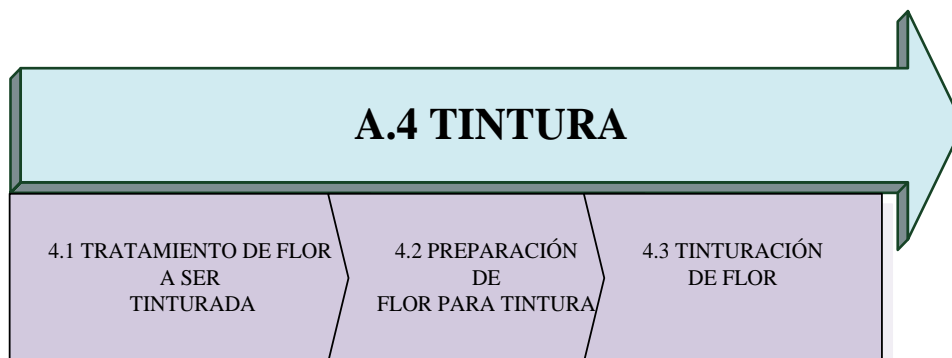 A.4 TINTURA
4.1 TRATAMIENTO DE FLOR
A SER
TINTURADA
4.2 PREPARACIÓN
DE
FLOR PARA TINTURA
4.3 TINTURACIÓN
DE FLOR